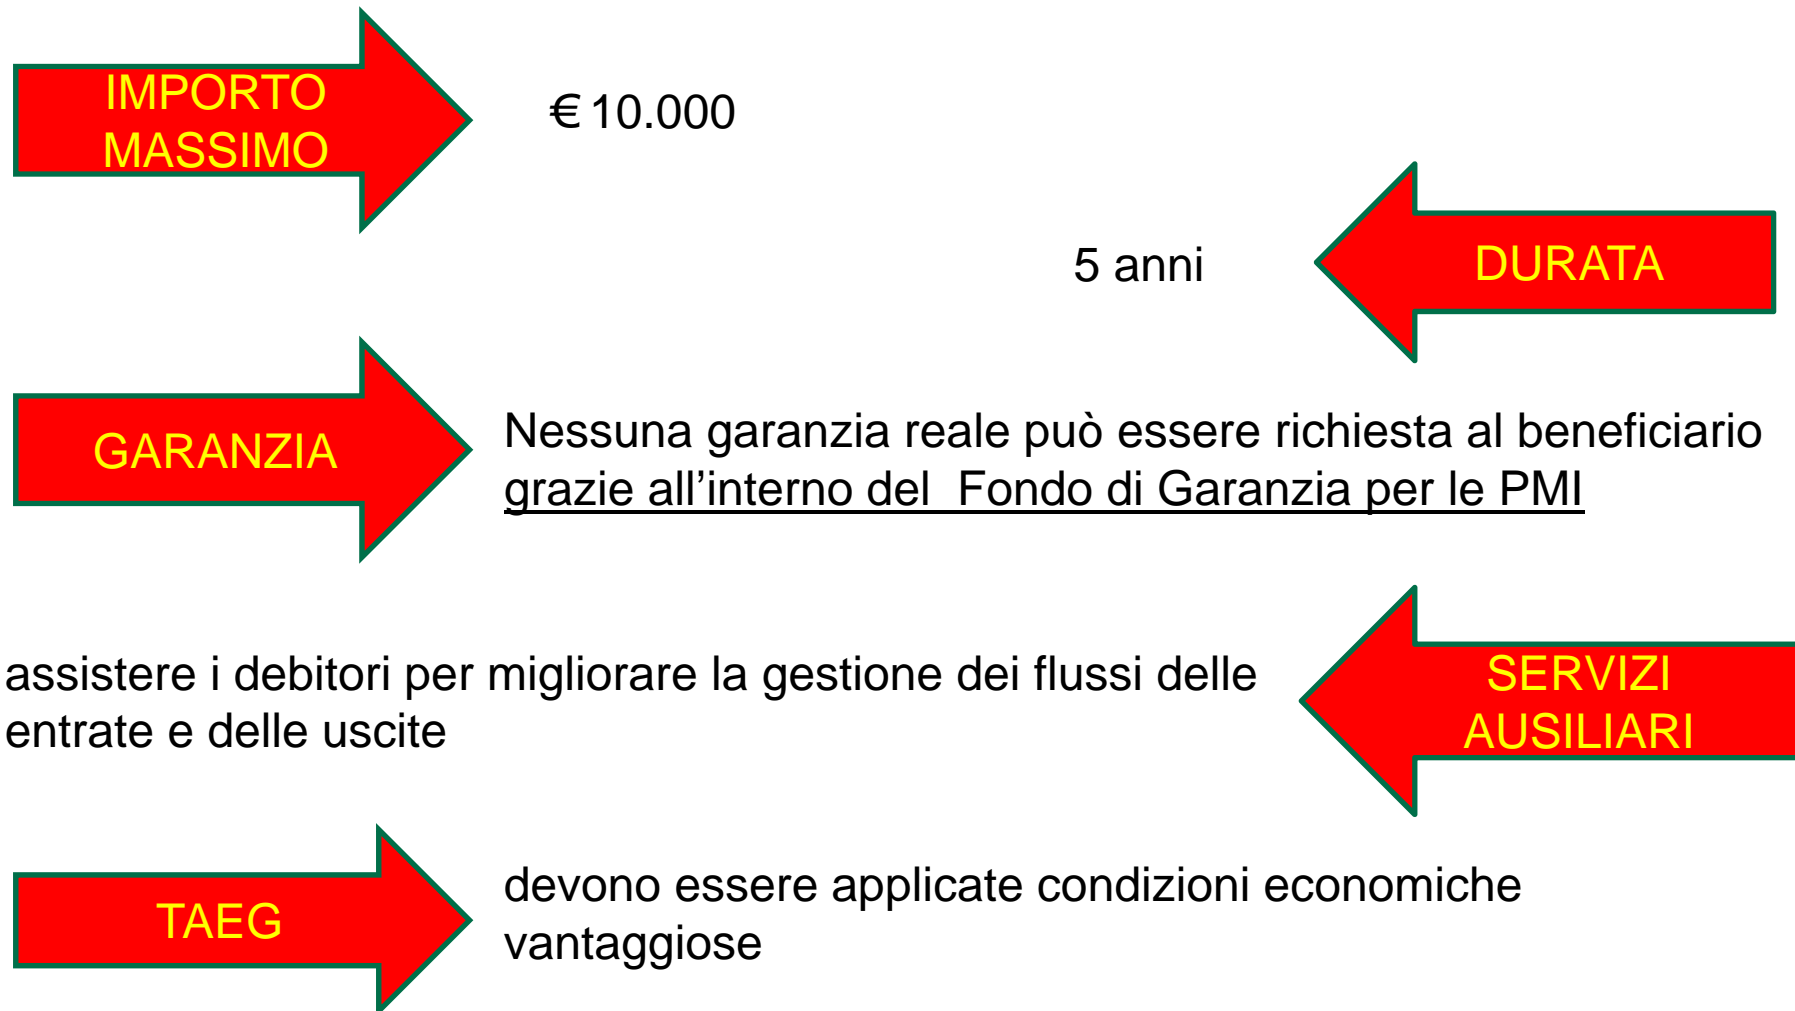 IMPORTO
MASSIMO
€ 10.000
5 anni
DURATA
GARANZIA
Nessuna garanzia reale può essere richiesta al beneficiario
grazie all’interno del  Fondo di Garanzia per le PMI
assistere i debitori per migliorare la gestione dei flussi delle
entrate e delle uscite
SERVIZI
AUSILIARI
TAEG
devono essere applicate condizioni economiche
vantaggiose